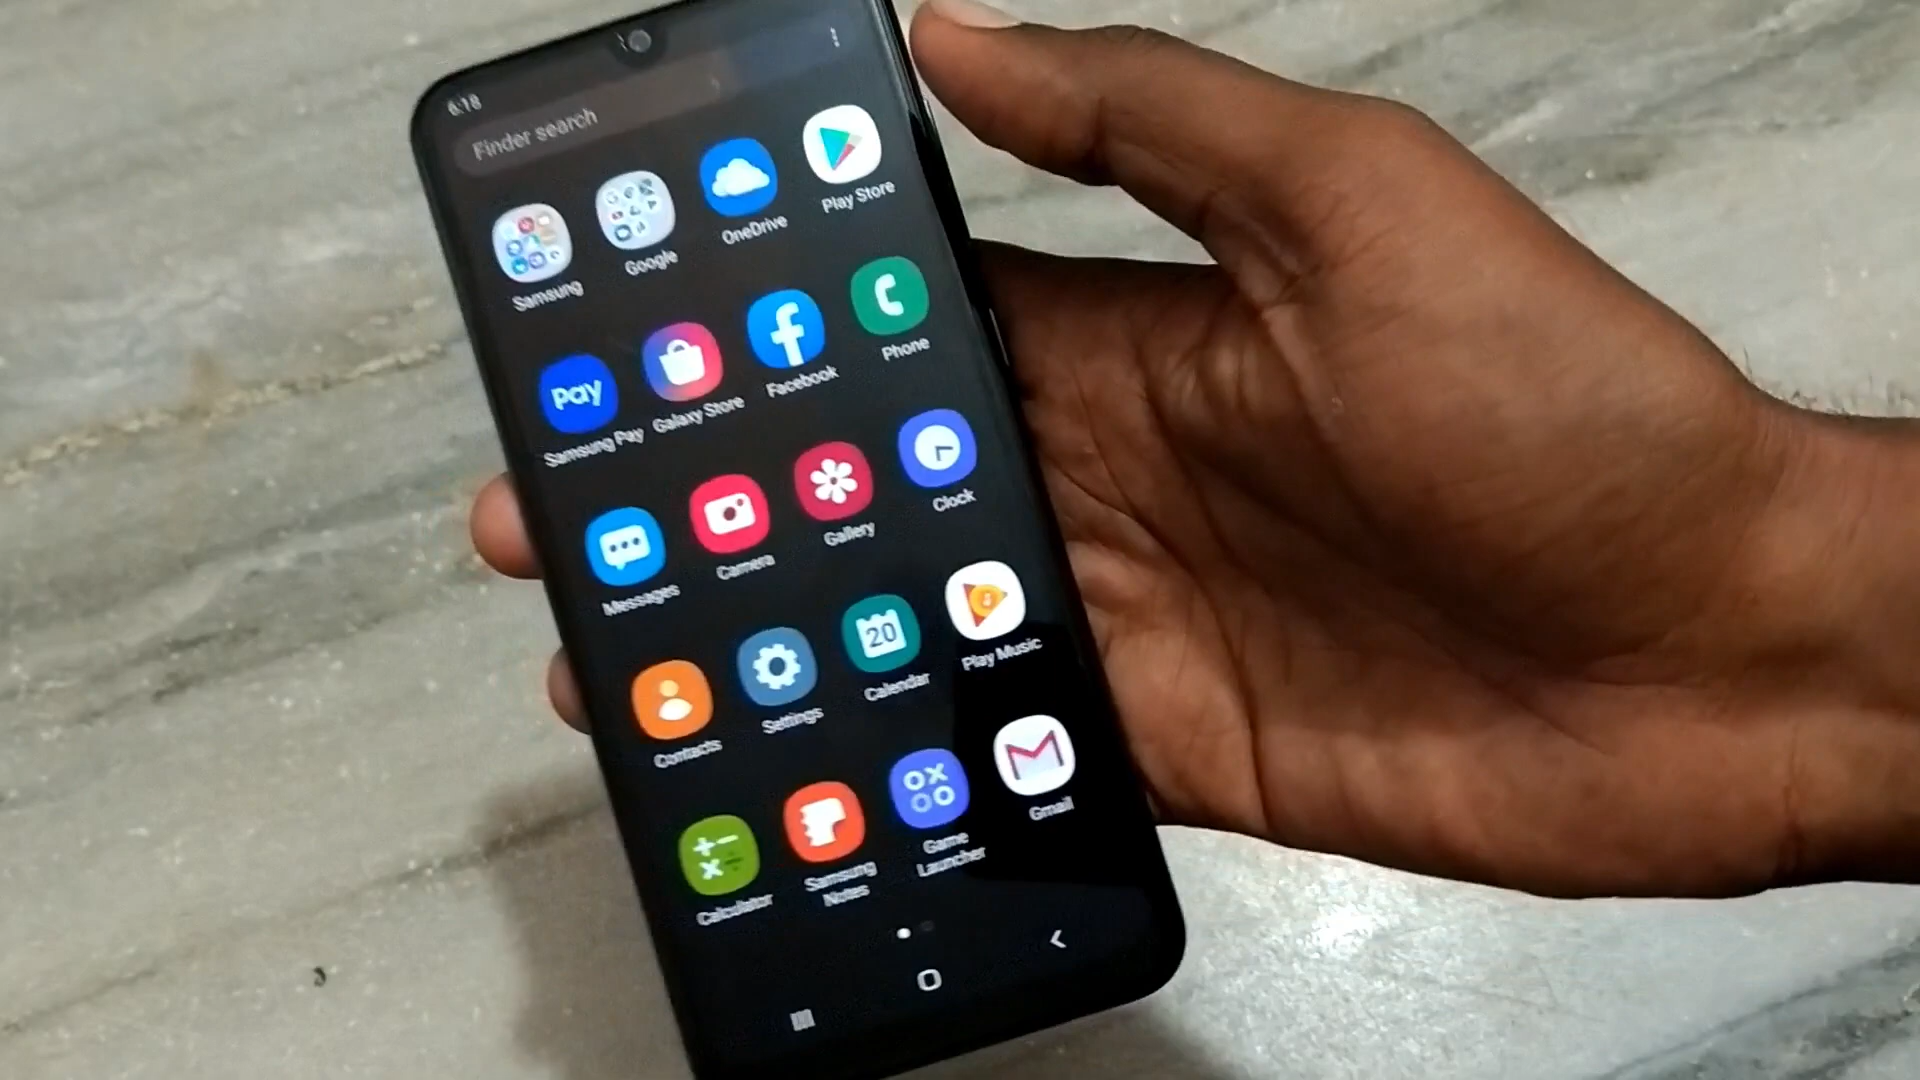 6:18
Finder search
Samsung
Google
OneDrive
Play Store
pay
Samsung Pay
Galaxy Store
Facebook
Phone
Messages
Camera
Gallery
Clock
Contacts
Settings
20
Calendar
Play Music
Calculator
Samsung
Notes
Game
Launcher
Gmail